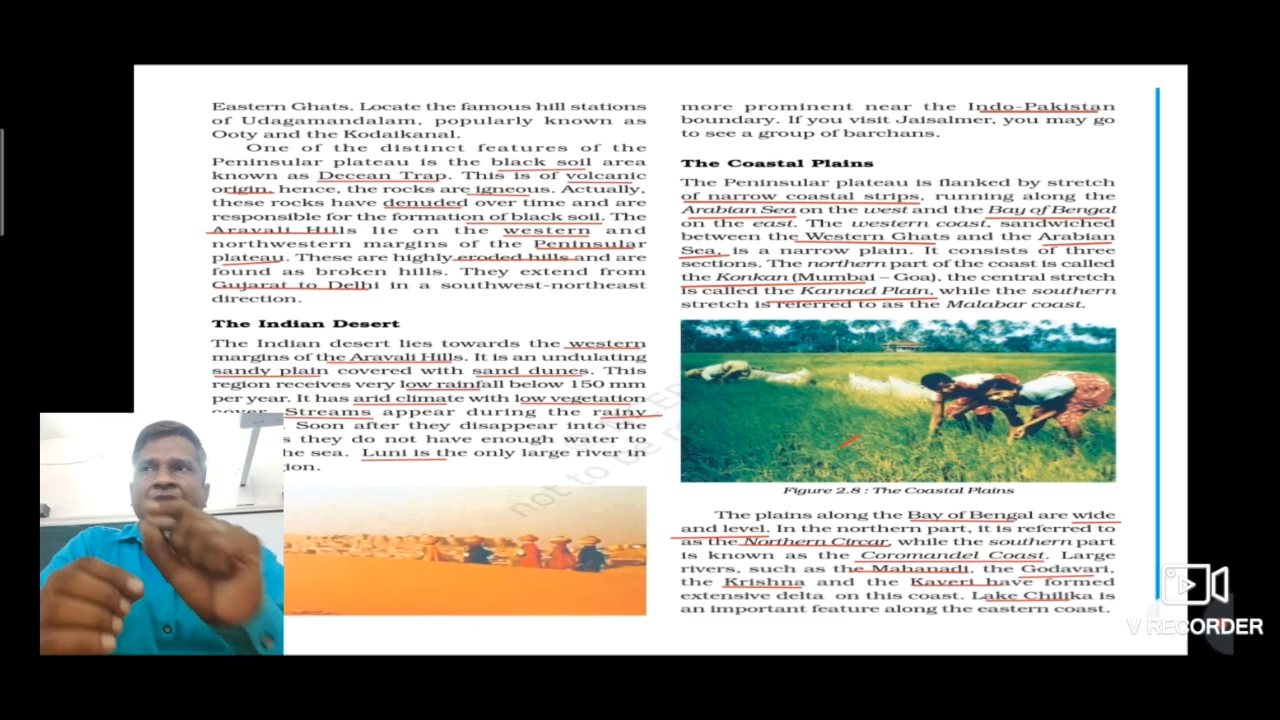 Eastern Ghats. Locate the famous hill stations
of Udagamandalam, popularly known as
Ooty and the Kodaikanal.
One of the distinct features of the
Peninsular plateau is the black soil area
known as Decean Trap. This is of volcanic
origin, hence, the rocks are igneous. Actually,
these rocks have denuded over time and are
responsible for the formation of black soil. The
Aravali Hills lie on the western and
northwestern margins of the Peninsular
plateau. These are highly eroded hills and are
found as broken hills. They extend from
Gujarat to Delhi in a southwest-northeast
direction.
The Indian Desert
The Indian desert lies towards the western
margins of the Aravali Hills. It is an undulating
sandy plain covered with sand dunes. This
region receives very low rainfall below 150 mm
per year. It has arid climate with low vegetation
cover. Streams appear during the rainy
Soon after they disappear into the
they do not have enough water to
the sea. Luni is the only large river in
more prominent near the Indo-Pakistan
boundary. If you visit Jaisalmer, you may go
to see a group of barchans.
The Coastal Plains
The Peninsular plateau is flanked by stretch
of narrow coastal strips, running along the
Arabian Sea on the west and the Bay of Bengal
on the east. The western coast, sandwiched
between the Western Ghats and the Arabian
Sea, is a narrow plain. It consists of three
sections. The northern part of the coast is called
the Konkan (Mumbai – Goa), the central stretch
is called the Kannad Plain, while the southern
stretch is referred to as the Malabar coast.
Figure 2.8 : The Coastal Plains
The plains along the Bay of Bengal are wide
and level. In the northern part, it is referred to
as the Northern Circar, while the southern part
is known as the Coromandel Coast. Large
rivers, such as the Mahanadi, the Godavari,
the Krishna and the Kaveri have formed
extensive delta on this coast. Lake Chilika is
an important feature along the eastern coast.
not to be
V RECORDER